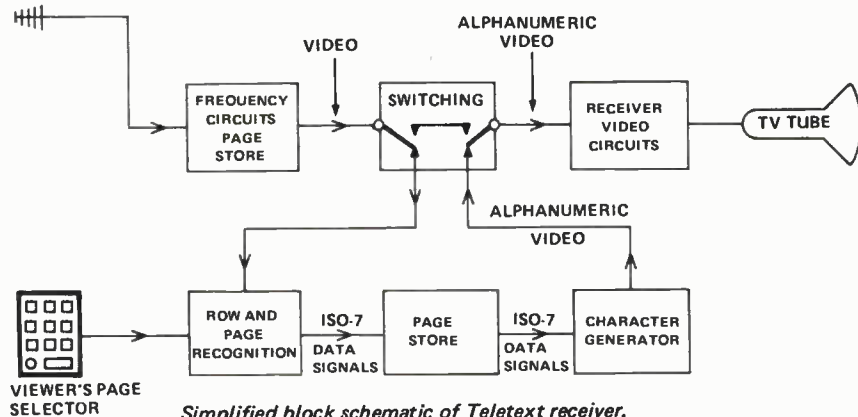 VIDEO
ALPHANUMERIC
VIDEO
FREQUENCY
CIRCUITS
PAGE
STORE
SWITCHING
RECEIVER
VIDEO
CIRCUITS
TV TUBE
ALPHANUMERIC
VIDEO
VIEWER'S PAGE
SELECTOR
ROW AND
PAGE
RECOGNITION
ISO-7
DATA
SIGNALS
PAGE
STORE
ISO-7
DATA
SIGNALS
CHARACTER
GENERATOR
Simplified block schematic of Teletext receiver.